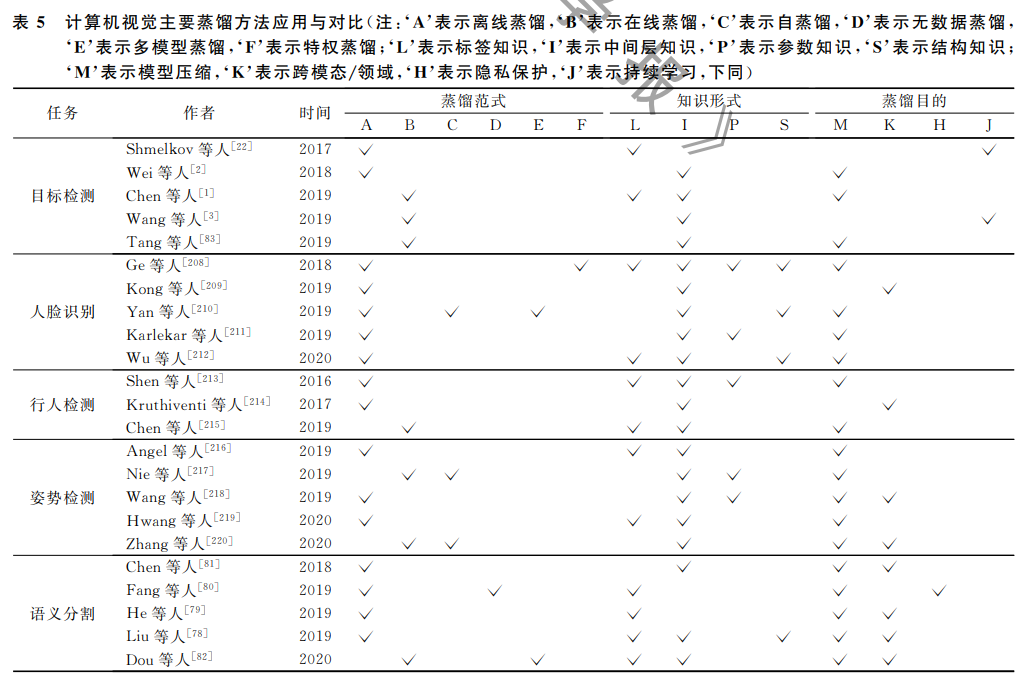 表 5 计算机视觉主要蒸馏方法应用与对比(注:‘A’表示离线蒸馏,‘B’表示在线蒸馏,‘C’表示自蒸馏,‘D’表示无数据蒸馏,
‘E’表示多模型蒸馏,‘F’表示特权蒸馏;‘L’表示标签知识,‘I’表示中间层知识,‘P’表示参数知识,‘S’表示结构知识;
‘M’表示模型压缩,‘K’表示跨模态/领域,‘H’表示隐私保护,‘J’表示持续学习,下同)
任务 作者 时间 蒸馏范式 知识形式 蒸馏目的
A B C D E F L I P S M K H J
目标检测
Shmelkov 等人[22] 2017 ✓ ✓ ✓
Wei 等人[2] 2018 ✓ ✓ ✓
Chen 等人[1] 2019 ✓ ✓ ✓ ✓
Wang 等人[3] 2019 ✓ ✓ ✓
Tang 等人[83] 2019 ✓ ✓ ✓
人脸识别
Ge 等人[208] 2018 ✓ ✓ ✓ ✓ ✓ ✓ ✓
Kong 等人[209] 2019 ✓ ✓ ✓
Yan 等人[210] 2019 ✓ ✓ ✓ ✓ ✓ ✓
Karlekar 等人[211] 2019 ✓ ✓ ✓ ✓
Wu 等人[212] 2020 ✓ ✓ ✓ ✓ ✓
行人检测
Shen 等人[213] 2016 ✓ ✓ ✓ ✓ ✓
Kruthiventi 等人[214] 2017 ✓ ✓ ✓
Chen 等人[215] 2019 ✓ ✓ ✓ ✓
姿势检测
Angel 等人[216] 2019 ✓ ✓ ✓ ✓
Nie 等人[217] 2019 ✓ ✓ ✓ ✓ ✓
Wang 等人[218] 2019 ✓ ✓ ✓ ✓ ✓
Hwang 等人[219] 2020 ✓ ✓ ✓ ✓
Zhang 等人[220] 2020 ✓ ✓ ✓ ✓ ✓
语义分割
Chen 等人[81] 2018 ✓ ✓ ✓ ✓
Fang 等人[80] 2019 ✓ ✓ ✓ ✓ ✓
He 等人[79] 2019 ✓ ✓ ✓ ✓
Liu 等人[78] 2019 ✓ ✓ ✓ ✓ ✓ ✓
Dou 等人[82] 2020 ✓ ✓ ✓ ✓ ✓ ✓
报》